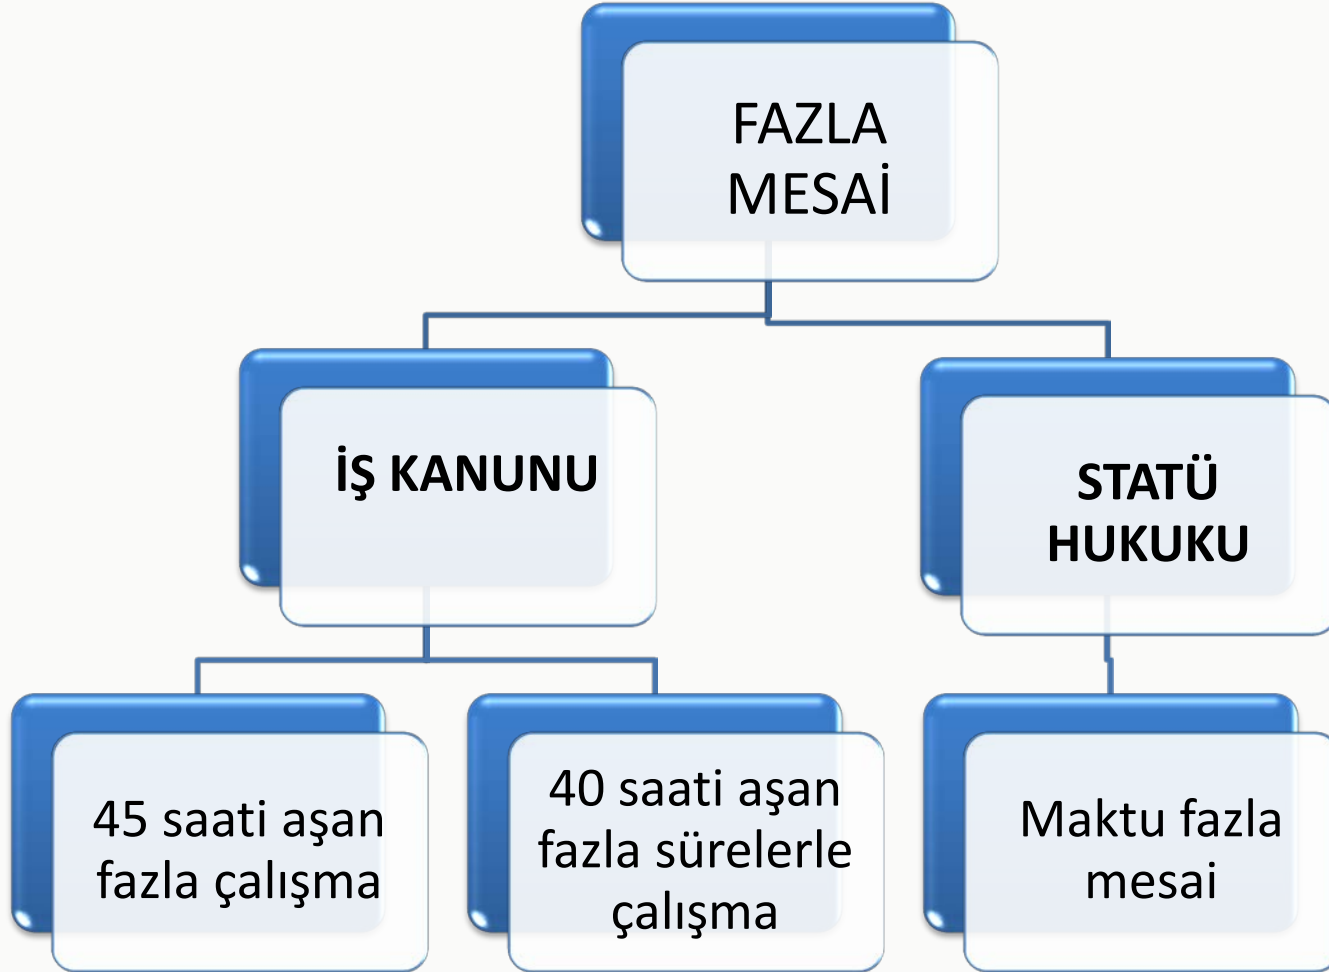 FAZLA
MESAİ
İŞ KANUNU
STATÜ
HUKUKU
45 saati aşan
fazla çalışma
40 saati aşan
fazla sürelerle
çalışma
Maktu fazla
mesai